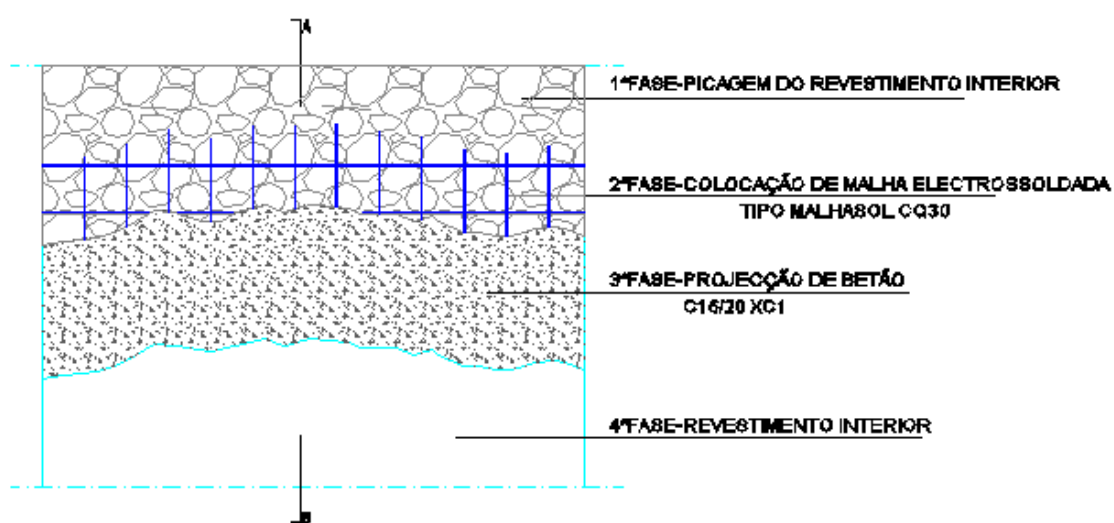 A
1ªFASE-PICAGEM DO REVESTIMENTO INTERIOR
2ªFASE-COLOCAÇÃO DE MALHA ELECTROSSOLDADA
TIPO MALHASOL CQ30
3ªFASE-PROJECÇÃO DE BETÃO
C16/20 XC1
4ªFASE-REVESTIMENTO INTERIOR
B